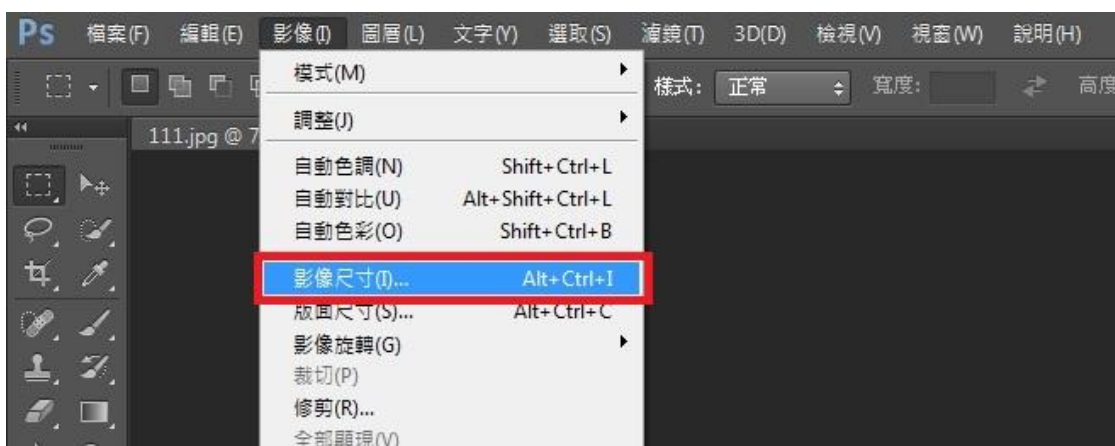 Ps 檔案(F) 編輯(E) 影像(I) 圖層(L) 文字(Y) 選取(S) 濾鏡(T) 3D(D) 檢視(V) 視窗(W) 說明(H)
樣式： 正常 寬度： 高度
111.jpg @ 7
模式(M)
調整(J)
自動色調(N) Shift+Ctrl+L
自動對比(U) Alt+Shift+Ctrl+L
自動色彩(O) Shift+Ctrl+B
影像尺寸(I)... Alt+Ctrl+I
版面尺寸(S)... Alt+Ctrl+C
影像旋轉(G)
裁切(P)
修剪(R)...
全部顯現(V)